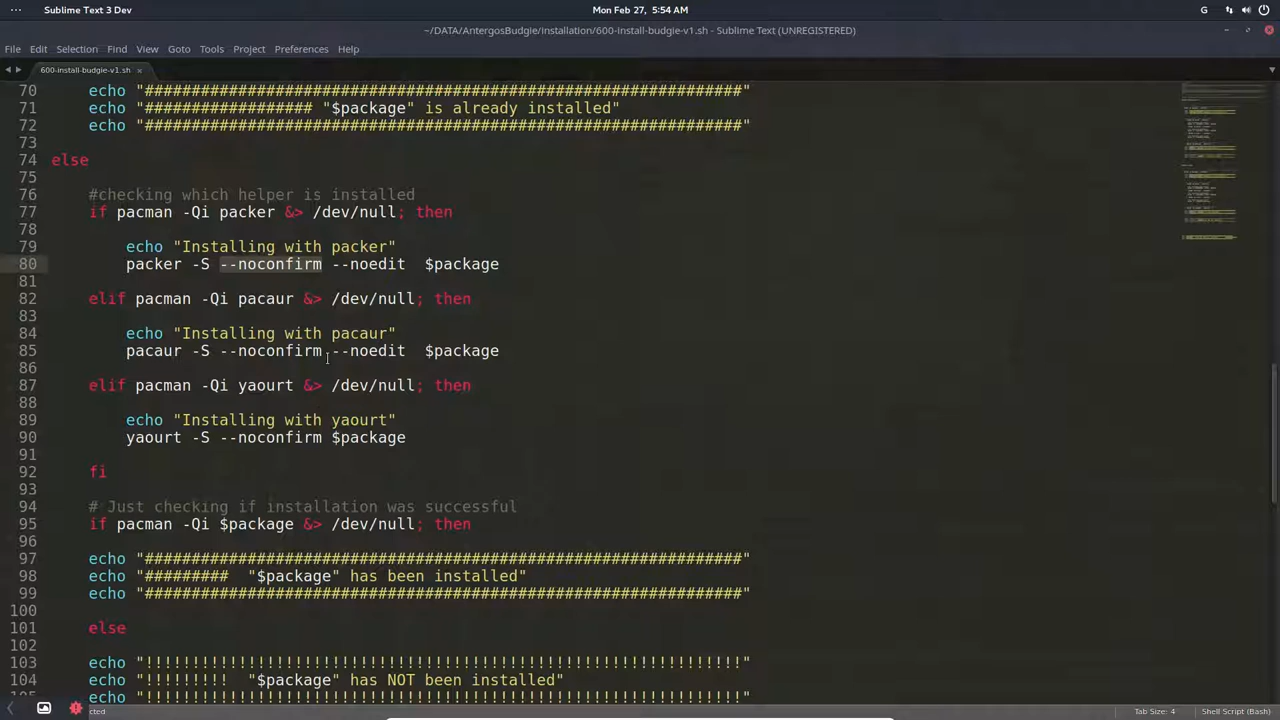 Sublime Text 3 Dev
Mon Feb 27, 5:54 AM
~/DATA/AntergosBudgie/Installation/600-install-budgie-v1.sh - Sublime Text (UNREGISTERED)
File Edit Selection Find View Goto Tools Project Preferences Help
600-install-budgie-v1.sh ×
70 echo "################################################################"
71 echo "################## "$package" is already installed"
72 echo "################################################################"
73
74 else
75
76 #checking which helper is installed
77 if pacman -Qi packer &> /dev/null; then
78
79 echo "Installing with packer"
80 packer -S --noconfirm --noedit  $package
81
82 elif pacman -Qi pacaur &> /dev/null; then
83
84 echo "Installing with pacaur"
85 pacaur -S --noconfirm --noedit  $package
86
87 elif pacman -Qi yaourt &> /dev/null; then
88
89 echo "Installing with yaourt"
90 yaourt -S --noconfirm $package
91
92 fi
93
94 # Just checking if installation was successful
95 if pacman -Qi $package &> /dev/null; then
96
97 echo "################################################################"
98 echo "#########  "$package" has been installed"
99 echo "################################################################"
100
101 else
102
103 echo "!!!!!!!!!!!!!!!!!!!!!!!!!!!!!!!!!!!!!!!!!!!!!!!!!!!!!!!!!!!!!!!!"
104 echo "!!!!!!!!!  "$package" has NOT been installed"
105 echo "!!!!!!!!!!!!!!!!!!!!!!!!!!!!!!!!!!!!!!!!!!!!!!!!!!!!!!!!!!!!!!!!"
cted
Tab Size: 4
Shell Script (Bash)